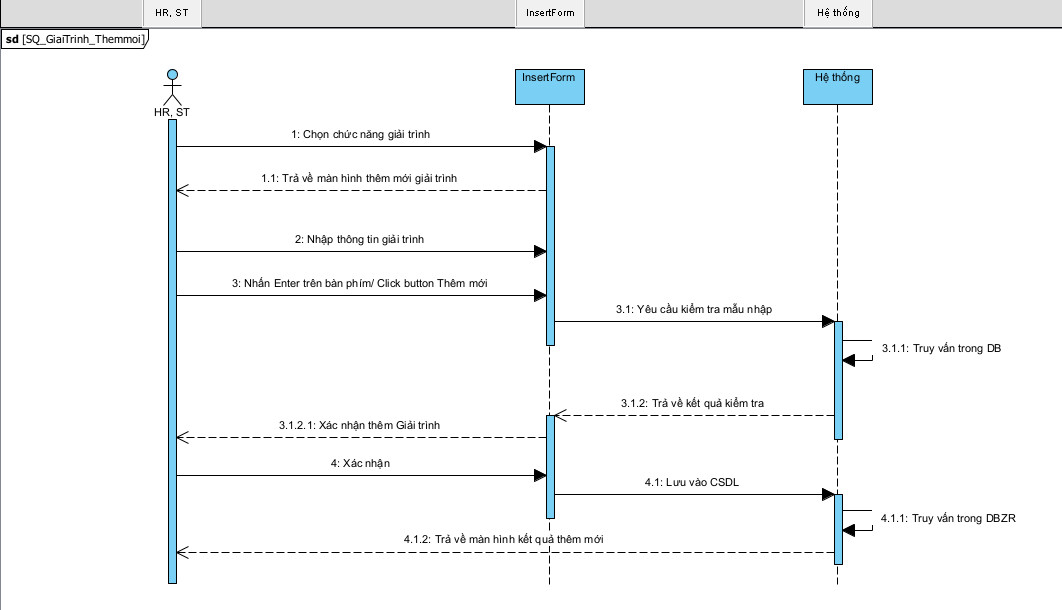 HR, ST
InsertForm
Hệ thống
sd [SQ_GiaiTrinh_Themmoi]
InsertForm
Hệ thống
HR, ST
1: Chọn chức năng giải trình
1.1: Trả về màn hình thêm mới giải trình
2: Nhập thông tin giải trình
3: Nhấn Enter trên bàn phím/ Click button Thêm mới
3.1: Yêu cầu kiểm tra mẫu nhập
3.1.1: Truy vấn trong DB
3.1.2: Trả về kết quả kiểm tra
3.1.2.1: Xác nhận thêm Giải trình
4: Xác nhận
4.1: Lưu vào CSDL
4.1.1: Truy vấn trong DBZR
4.1.2: Trả về màn hình kết quả thêm mới